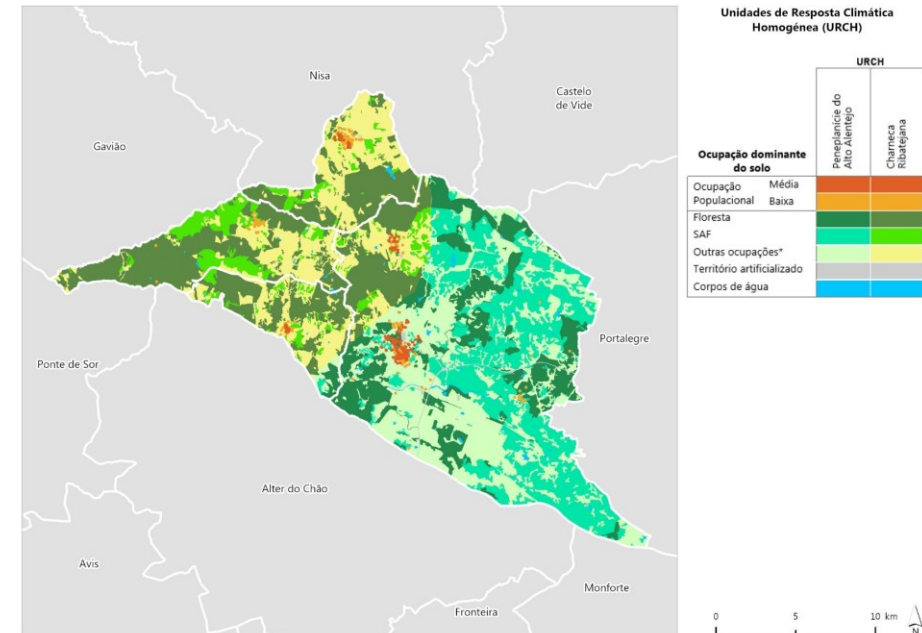 Unidades de Resposta Climática
Homogénea (URCH)
URCH
Peneplanície do
Alto Alentejo
Charneca
Ribatejana
Ocupação dominante
do solo
Ocupação Média
Populacional Baixa
Floresta
SAF
Outras ocupações*
Território artificializado
Corpos de água
Nisa
Castelo
de Vide
Gavião
Portalegre
Ponte de Sor
Alter do Chão
Avis
Monforte
Fronteira
0 5 10 km
N